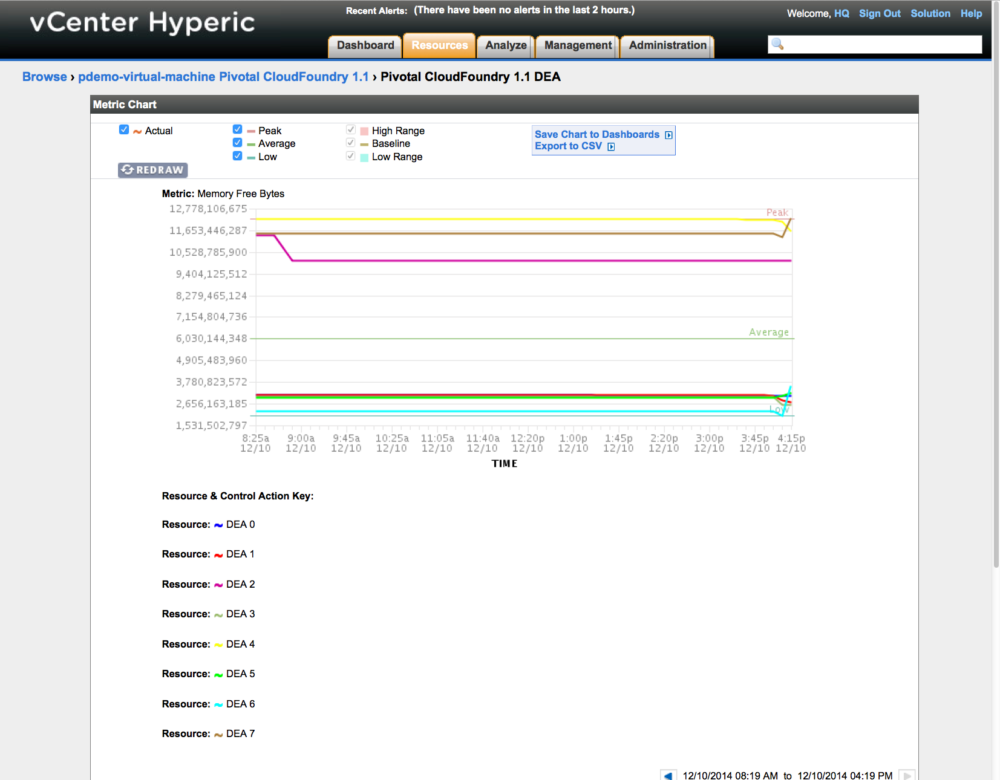 vCenter Hyperic
Recent Alerts: (There have been no alerts in the last 2 hours.)
Welcome, HQ Sign Out Solution Help
Dashboard Resources Analyze Management Administration
Browse › pdemo-virtual-machine Pivotal CloudFoundry 1.1 › Pivotal CloudFoundry 1.1 DEA
Metric Chart
Actual Peak High Range
Average Baseline
Low Low Range
Save Chart to Dashboards
Export to CSV
REDRAW
Metric: Memory Free Bytes
12,778,106,675
Peak
11,653,446,287
10,528,785,900
9,404,125,512
8,279,465,124
7,154,804,736
Average
6,030,144,348
4,905,483,960
3,780,823,572
2,656,163,185
Low
1,531,502,797
8:25a 9:00a 9:45a 10:25a 11:05a 11:40a 12:20p 1:00p 1:45p 2:20p 3:00p 3:45p 4:15p
12/10 12/10 12/10 12/10 12/10 12/10 12/10 12/10 12/10 12/10 12/10 12/10 12/10
TIME
Resource & Control Action Key:
Resource: DEA 0
Resource: DEA 1
Resource: DEA 2
Resource: DEA 3
Resource: DEA 4
Resource: DEA 5
Resource: DEA 6
Resource: DEA 7
12/10/2014 08:19 AM to 12/10/2014 04:19 PM